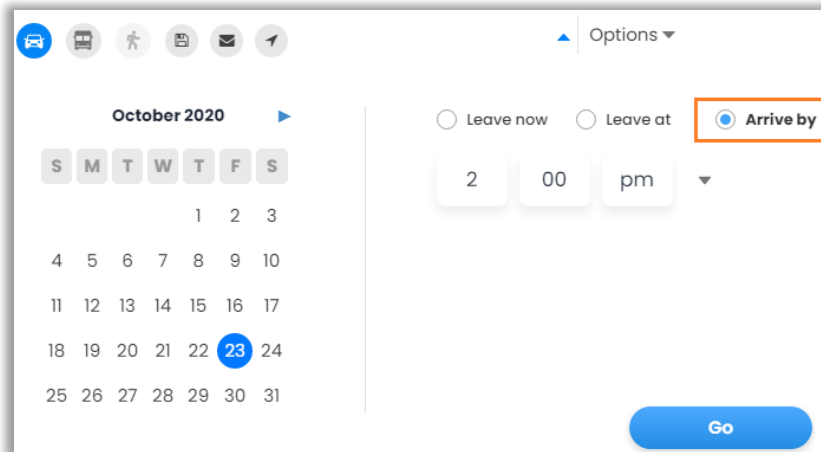 Options
October 2020
Leave now Leave at Arrive by
S M T W T F S
2 00 pm
1 2 3
4 5 6 7 8 9 10
11 12 13 14 15 16 17
18 19 20 21 22 23 24
25 26 27 28 29 30 31
Go